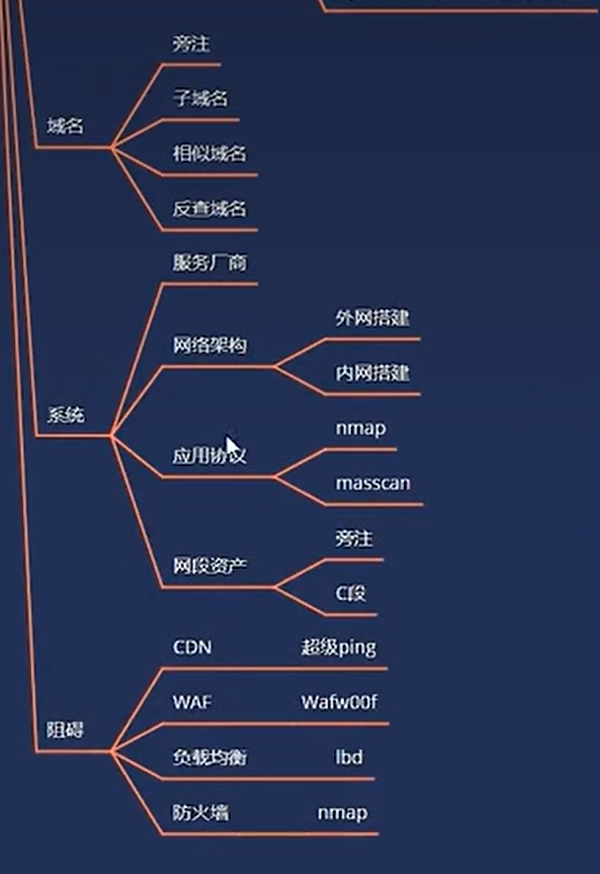 旁注
子域名
域名
相似域名
反查域名
服务厂商
外网搭建
网络架构
内网搭建
系统
nmap
应用协议
masscan
旁注
网段资产
C段
CDN 超级ping
WAF Wafw00f
阻碍
负载均衡 lbd
防火墙 nmap